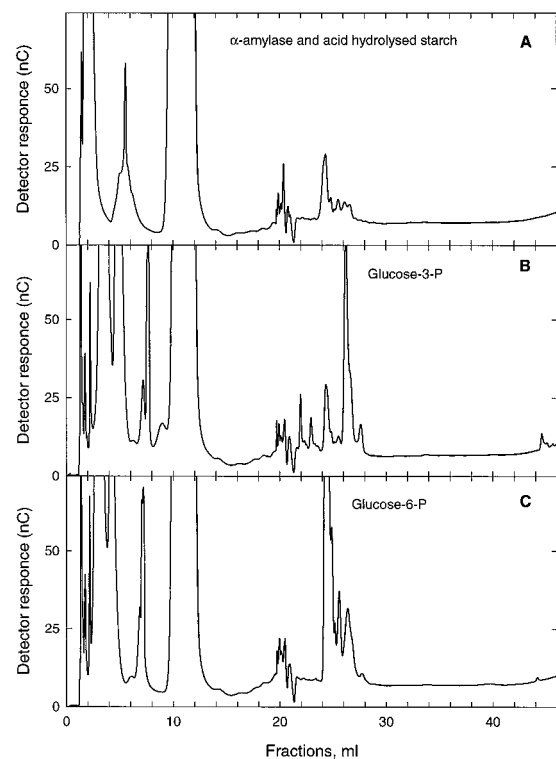 α-amylase and acid hydrolysed starch
A
Detector responce (nC)
50
25
0
Glucose-3-P
B
Detector responce (nC)
50
25
0
Glucose-6-P
C
Detector responce (nC)
50
25
0
0 10 20 30 40
Fractions, ml